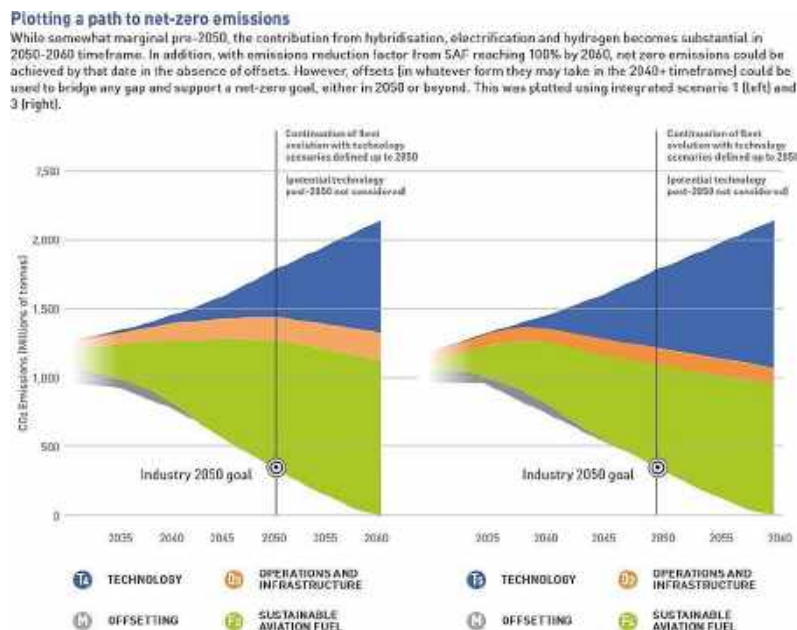 Plotting a path to net-zero emissions
While somewhat marginal pre-2050, the contribution from hybridisation, electrification and hydrogen becomes substantial in
2050-2060 timeframe. In addition, with emissions reduction factor from SAF reaching 100% by 2060, net zero emissions could be
achieved by that date in the absence of offsets. However, offsets (in whatever form they may take in the 2040+ timeframe) could be
used to bridge any gap and support a net-zero goal, either in 2050 or beyond. This was plotted using integrated scenario 1 (left) and
3 (right).
Continuation of fleet
evolution with technology
scenarios defined up to 2050
(potential technology
post-2050 not considered)
Continuation of fleet
evolution with technology
scenarios defined up to 2050
(potential technology
post-2050 not considered)
CO2 Emissions (Millions of tonnes)
7,500
2,000
1,500
1,000
500
0
Industry 2050 goal
Industry 2050 goal
2035 2040 2045 2050 2055 2060
2035 2040 2045 2050 2055 2060
TECHNOLOGY
OPERATIONS AND
INFRASTRUCTURE
M OFFSETTING
SUSTAINABLE
AVIATION FUEL
TECHNOLOGY
OPERATIONS AND
INFRASTRUCTURE
M OFFSETTING
SUSTAINABLE
AVIATION FUEL